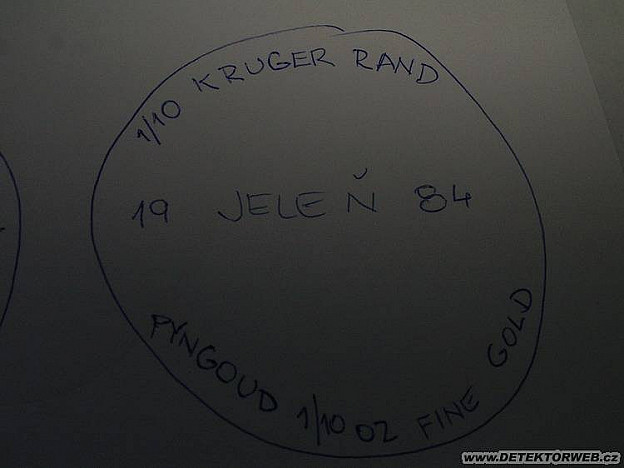 1/10 KRUGER RAND
19 JELEŇ 84
PYNGOUD 1/10 OZ FINE GOLD
www.DETEKTORWEB.cz